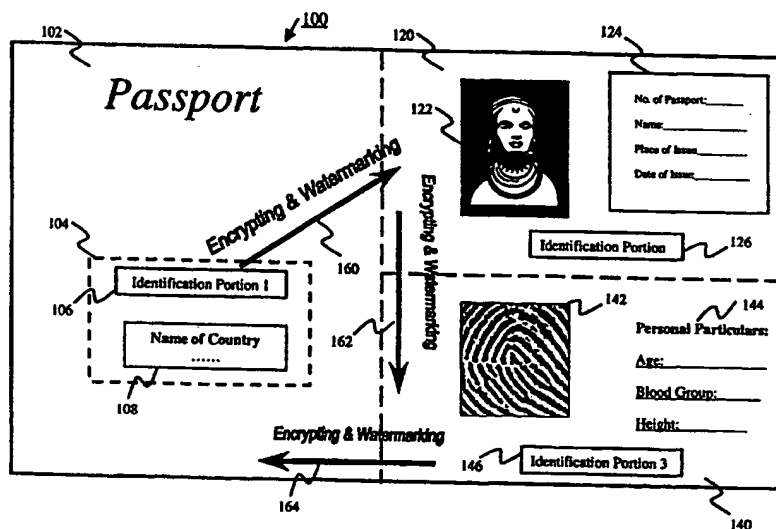 100
102
Passport
104
106
Identification Portion 1
Name of Country
......
108
Encrypting & Watermarking
160
120
122
124
No. of Passport:
Name:
Place of Issue:
Date of Issue:
Identification Portion
126
Encrypting & Watermarking
162
142
144
Personal Particulars:
Age:
Blood Group:
Height:
146
Identification Portion 3
140
Encrypting & Watermarking
164